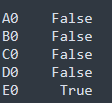 A0    False
B0    False
C0    False
D0    False
E0     True